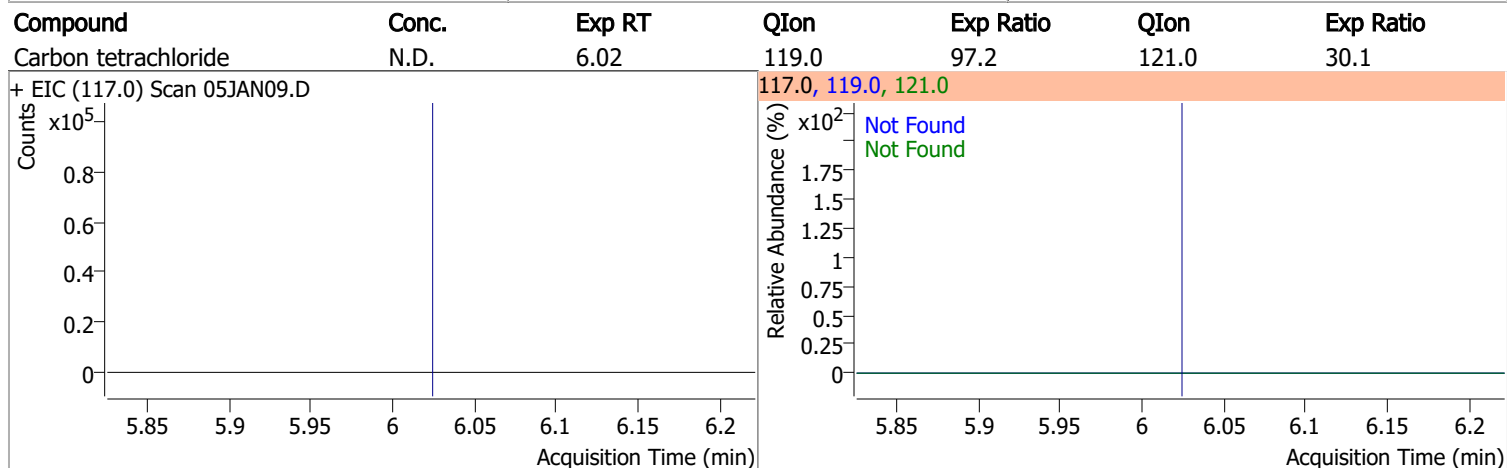 Compound Conc. Exp RT QIon Exp Ratio QIon Exp Ratio
Carbon tetrachloride N.D. 6.02 119.0 97.2 121.0 30.1
+ EIC (117.0) Scan 05JAN09.D
Counts
x10⁵
0.8
0.6
0.4
0.2
0
5.85 5.9 5.95 6 6.05 6.1 6.15 6.2
Acquisition Time (min)
117.0, 119.0, 121.0
Relative Abundance (%)
x10²
Not Found
Not Found
1.75
1.5
1.25
1
0.75
0.5
0.25
0
5.85 5.9 5.95 6 6.05 6.1 6.15 6.2
Acquisition Time (min)